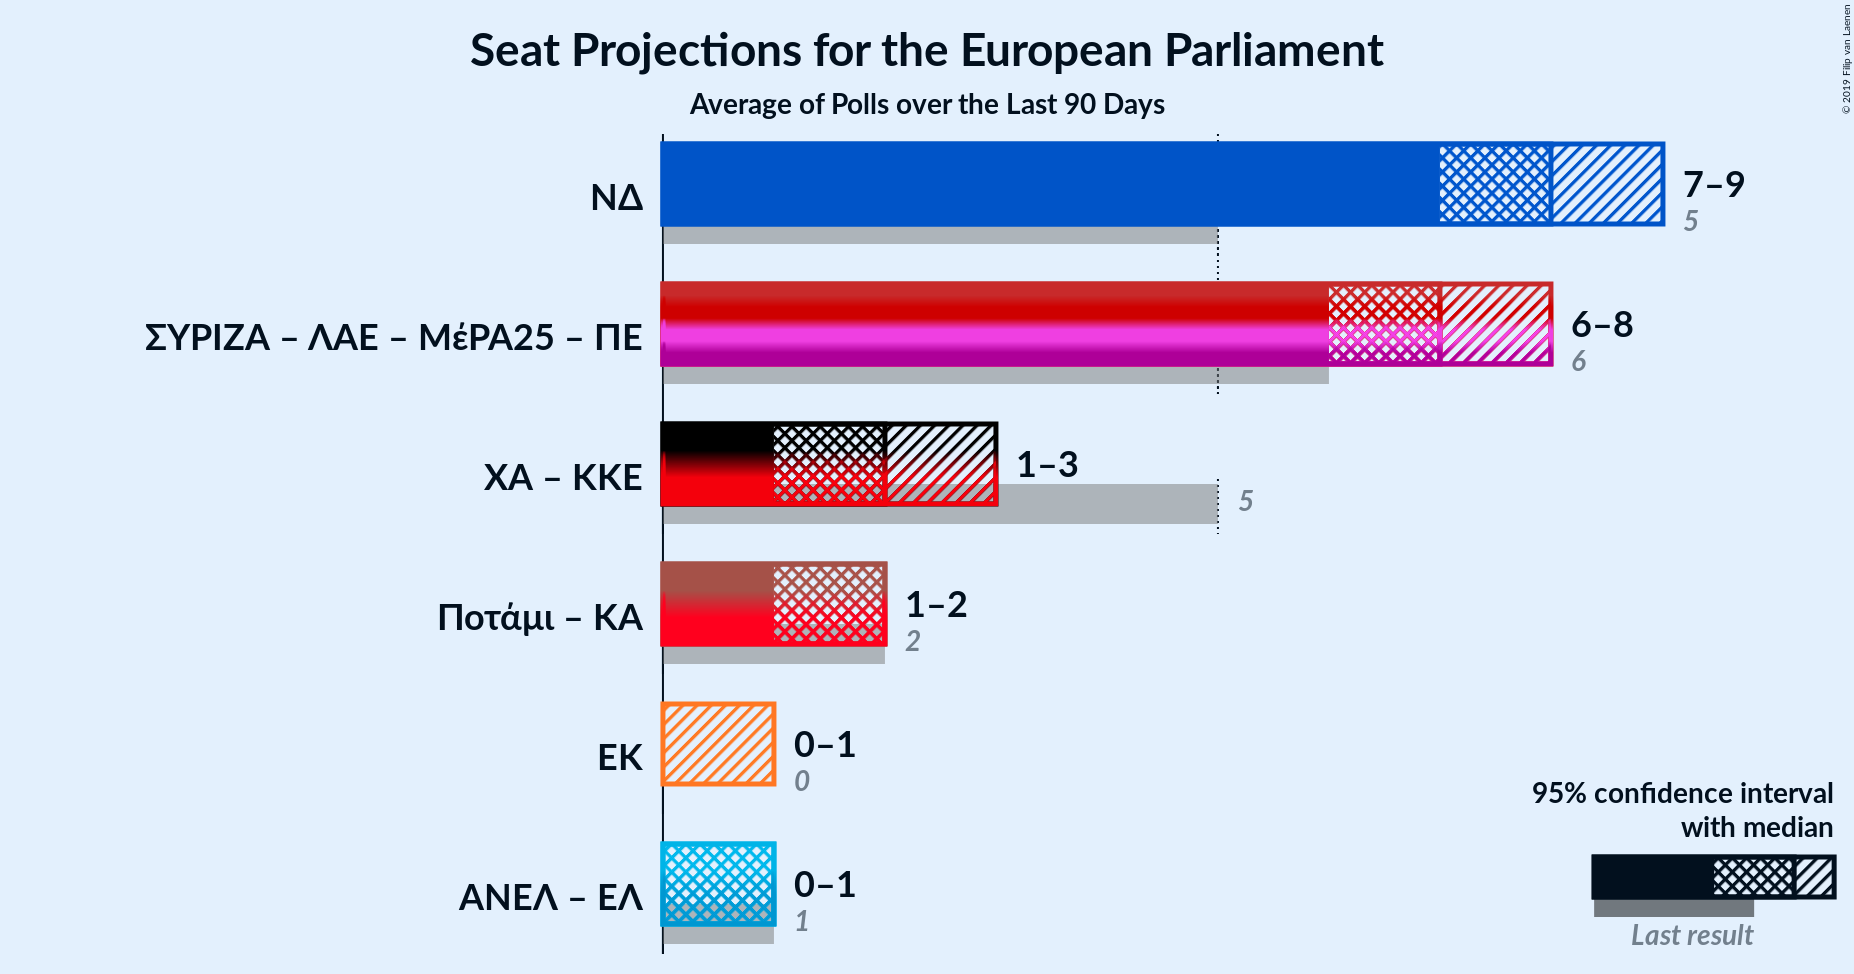 Seat Projections for the European Parliament
Average of Polls over the Last 90 Days
© 2019 Filip van Laenen
ΝΔ
7–9
5
ΣΥΡΙΖΑ – ΛΑΕ – ΜέΡΑ25 – ΠΕ
6–8
6
ΧΑ – ΚΚΕ
1–3
5
Ποτάμι – ΚΑ
1–2
2
ΕΚ
0–1
0
ΑΝΕΛ – ΕΛ
0–1
1
95% confidence interval
with median
Last result